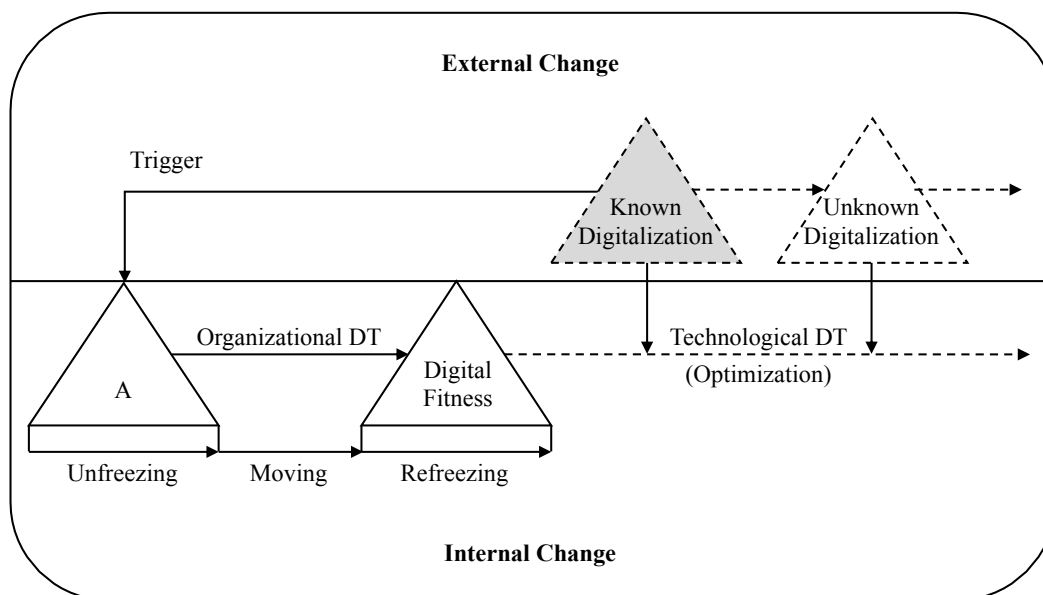 External Change
Trigger
Known
Digitalization
Unknown
Digitalization
Organizational DT
Technological DT
(Optimization)
A
Digital
Fitness
Unfreezing
Moving
Refreezing
Internal Change